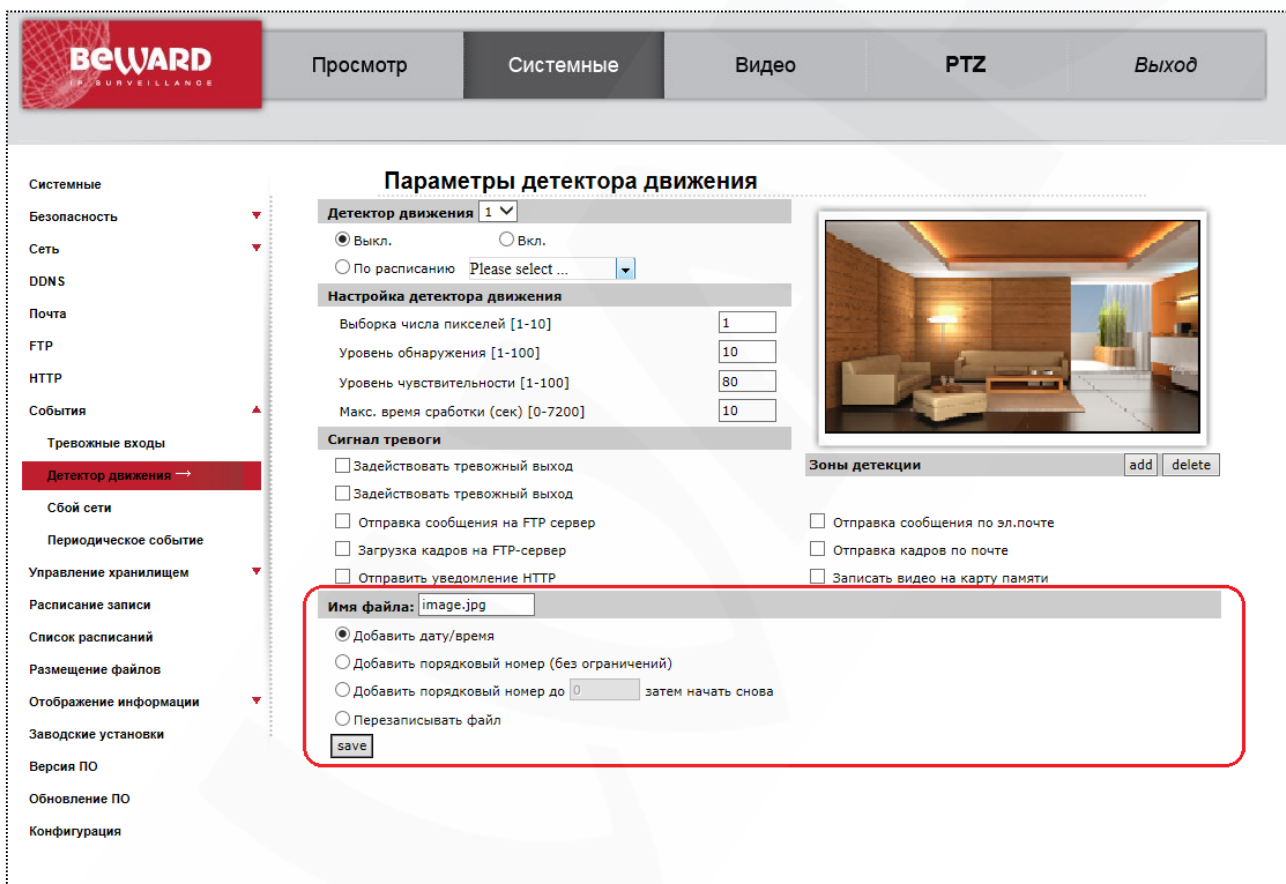 BEWARD
IP SURVEILLANCE
Просмотр
Системные
Видео
PTZ
Выход
Системные
Безопасность
Сеть
DDNS
Почта
FTP
HTTP
События
Тревожные входы
Детектор движения →
Сбой сети
Периодическое событие
Управление хранилищем
Расписание записи
Список расписаний
Размещение файлов
Отображение информации
Заводские установки
Версия ПО
Обновление ПО
Конфигурация
Параметры детектора движения
Детектор движения 1
Выкл. Вкл.
По расписанию Please select ...
Настройка детектора движения
Выборка числа пикселей [1-10] 1
Уровень обнаружения [1-100] 10
Уровень чувствительности [1-100] 80
Макс. время сработки (сек) [0-7200] 10
Сигнал тревоги
Задействовать тревожный выход
Задействовать тревожный выход
Отправка сообщения на FTP сервер
Загрузка кадров на FTP-сервер
Отправить уведомление HTTP
Зоны детекции add delete
Отправка сообщения по эл.почте
Отправка кадров по почте
Записать видео на карту памяти
Имя файла: image.jpg
Добавить дату/время
Добавить порядковый номер (без ограничений)
Добавить порядковый номер до 0 затем начать снова
Перезаписывать файл
save